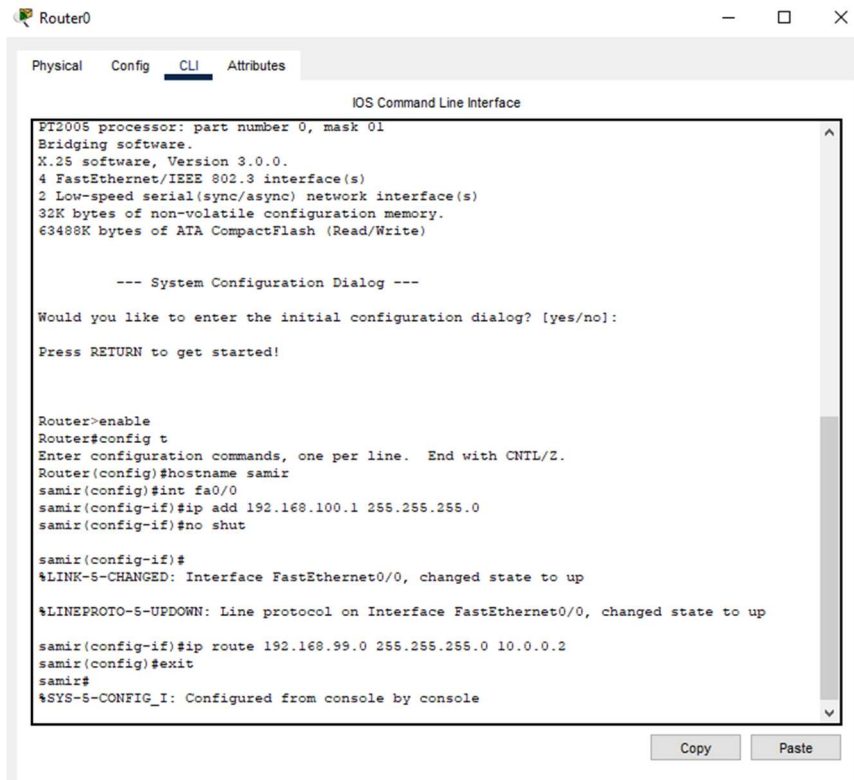 Router0
Physical Config CLI Attributes
IOS Command Line Interface
PT2005 processor: part number 0, mask 01
Bridging software.
X.25 software, Version 3.0.0.
4 FastEthernet/IEEE 802.3 interface(s)
2 Low-speed serial(sync/async) network interface(s)
32K bytes of non-volatile configuration memory.
63488K bytes of ATA CompactFlash (Read/Write)
--- System Configuration Dialog ---
Would you like to enter the initial configuration dialog? [yes/no]:
Press RETURN to get started!
Router>enable
Router#config t
Enter configuration commands, one per line.  End with CNTL/Z.
Router(config)#hostname samir
samir(config)#int fa0/0
samir(config-if)#ip add 192.168.100.1 255.255.255.0
samir(config-if)#no shut
samir(config-if)#
%LINK-5-CHANGED: Interface FastEthernet0/0, changed state to up
%LINEPROTO-5-UPDOWN: Line protocol on Interface FastEthernet0/0, changed state to up
samir(config-if)#ip route 192.168.99.0 255.255.255.0 10.0.0.2
samir(config)#exit
samir#
%SYS-5-CONFIG_I: Configured from console by console
Copy Paste